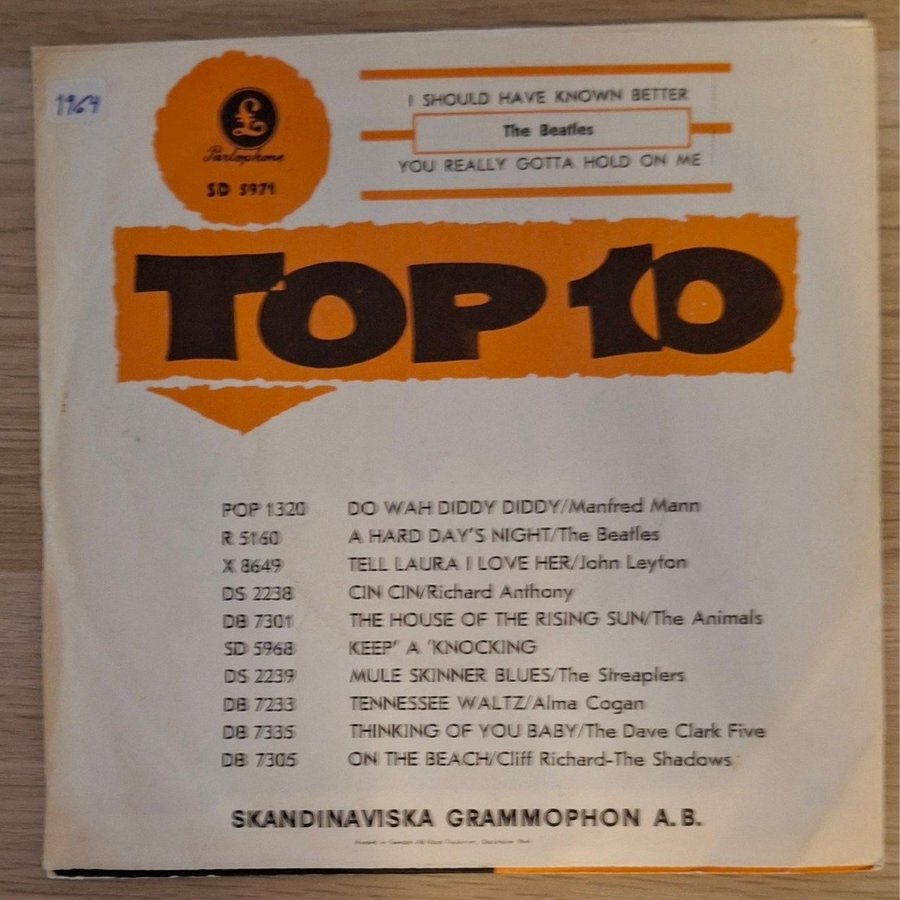 1964
£
Parlophone
SD 5971
I SHOULD HAVE KNOWN BETTER
The Beatles
YOU REALLY GOTTA HOLD ON ME
TOP 10
POP 1320 DO WAH DIDDY DIDDY/Manfred Mann
R 5160 A HARD DAY'S NIGHT/The Beatles
X 8649 TELL LAURA I LOVE HER/John Leyton
DS 2238 CIN CIN/Richard Anthony
DB 7301 THE HOUSE OF THE RISING SUN/The Animals
SD 5968 KEEP' A 'KNOCKING
DS 2239 MULE SKINNER BLUES/The Streaplers
DB 7233 TENNESSEE WALTZ/Alma Cogan
DB 7335 THINKING OF YOU BABY/The Dave Clark Five
DB 7305 ON THE BEACH/Cliff Richard-The Shadows
SKANDINAVISKA GRAMMOPHON A.B.
Printed in Sweden